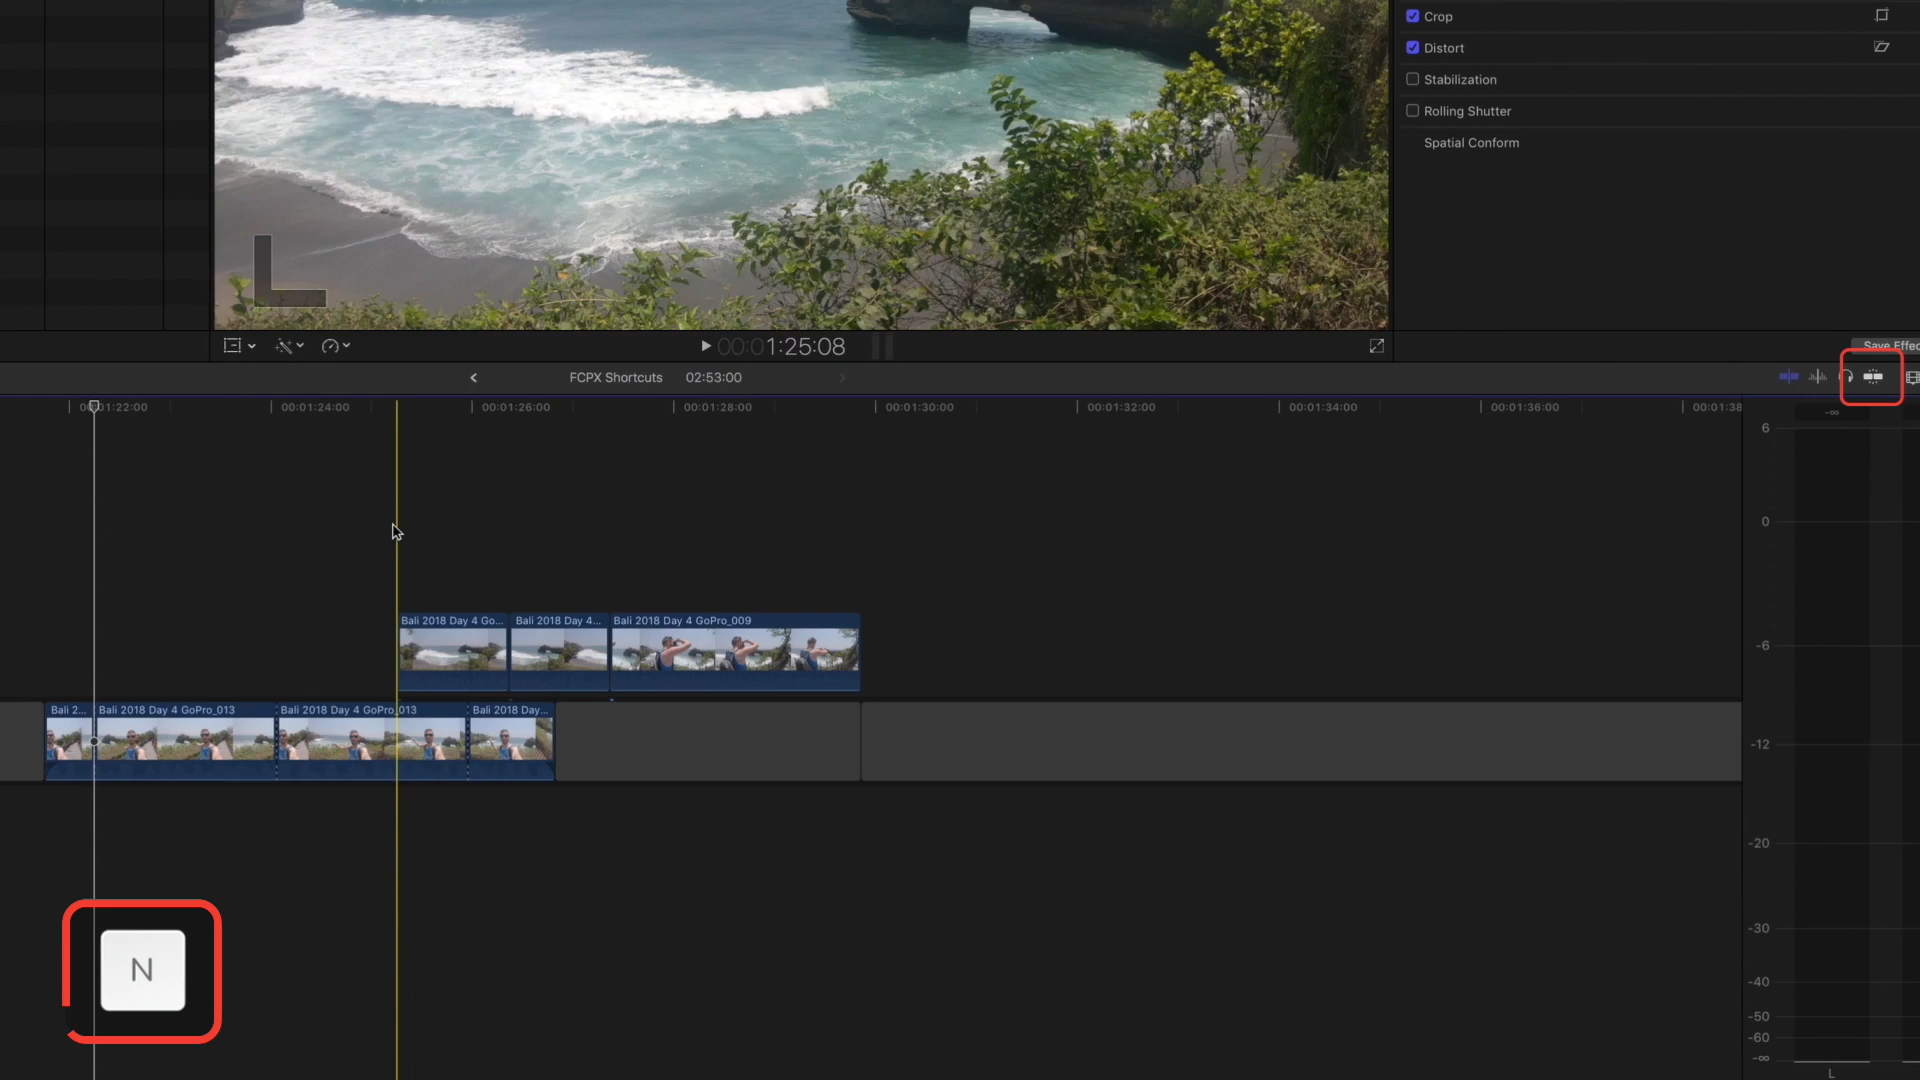 Crop
Distort
Stabilization
Rolling Shutter
Spatial Conform
00:01:25:08
Save Effec
FCPX Shortcuts 02:53:00
00:01:22:00 00:01:24:00 00:01:26:00 00:01:28:00 00:01:30:00 00:01:32:00 00:01:34:00 00:01:36:00 00:01:38
-∞
6
0
-6
-12
-20
-30
-40
-50
-60
-∞
L
Bali 2018 Day 4 Go... Bali 2018 Day 4... Bali 2018 Day 4 GoPro_009
Bali 2... Bali 2018 Day 4 GoPro_013 Bali 2018 Day 4 GoPro_013 Bali 2018 Day...
N